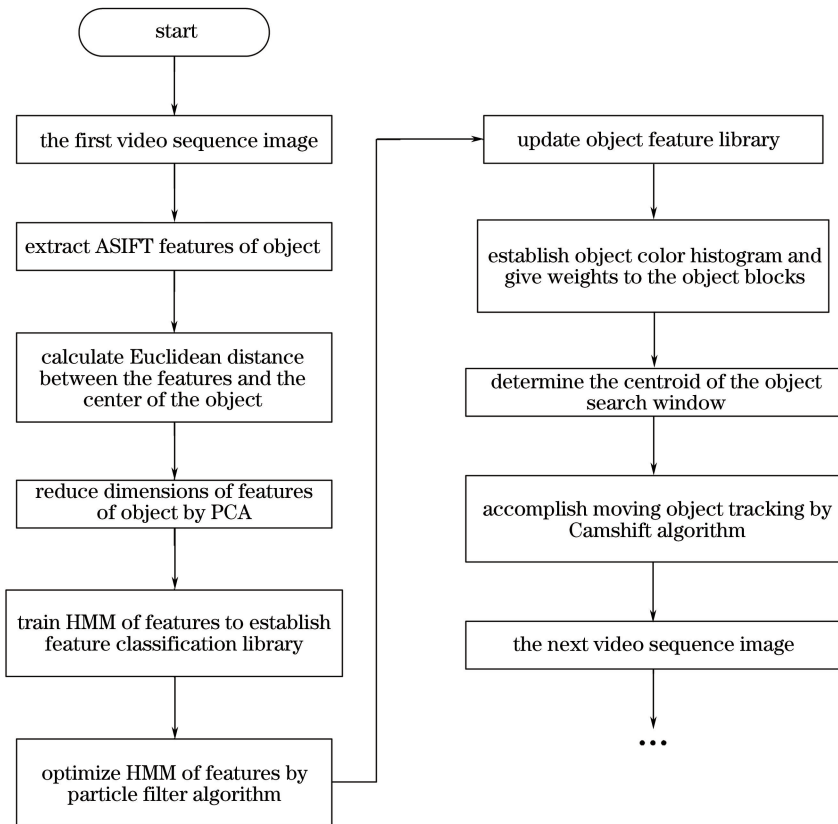 start
the first video sequence image
extract ASIFT features of object
calculate Euclidean distance
between the features and the
center of the object
reduce dimensions of features
of object by PCA
train HMM of features to establish
feature classification library
optimize HMM of features by
particle filter algorithm
update object feature library
establish object color histogram and
give weights to the object blocks
determine the centroid of the object
search window
accomplish moving object tracking by
Camshift algorithm
the next video sequence image
...